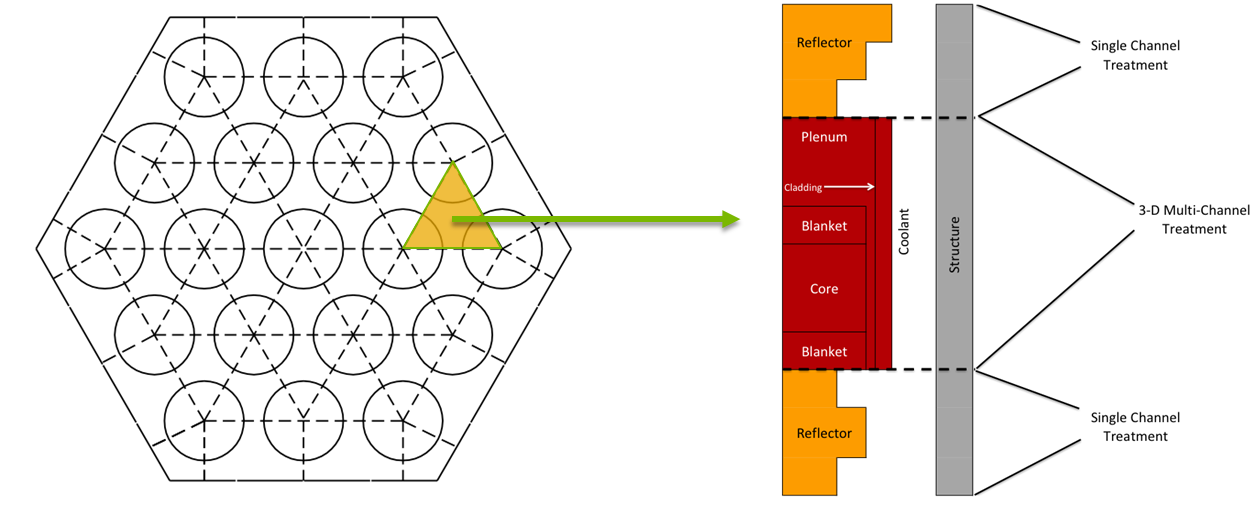 Reflector
Single Channel
Treatment
Plenum
Cladding
Blanket
Coolant
Structure
3-D Multi-Channel
Treatment
Core
Blanket
Single Channel
Treatment
Reflector